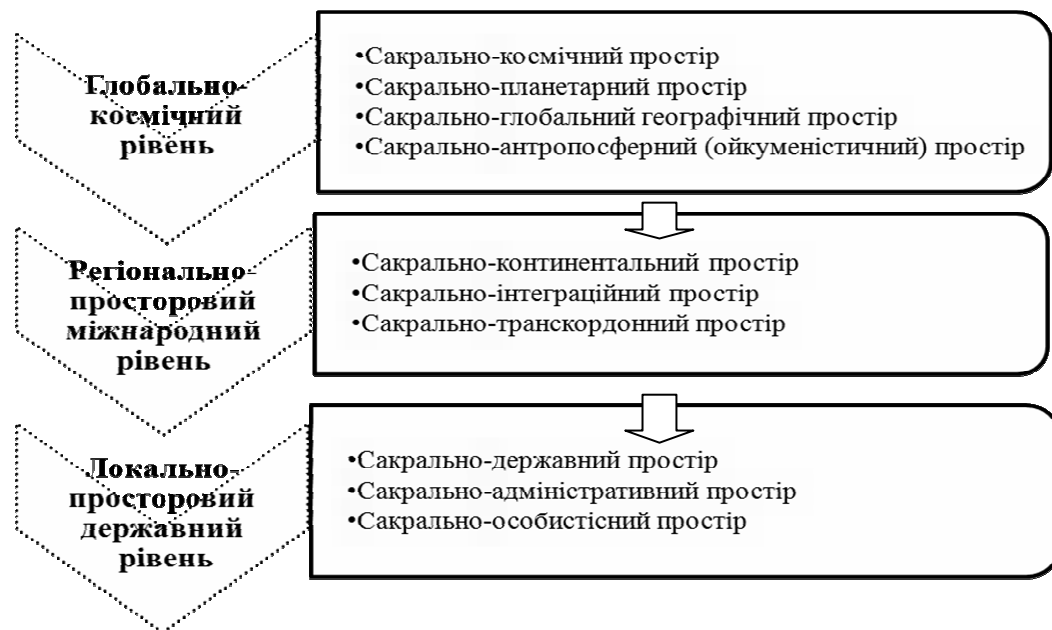 Глобально-
космічний
рівень
•Сакрально-космічний простір
•Сакрально-планетарний простір
•Сакрально-глобальний географічний простір
•Сакрально-антропосферний (ойкуменістичний) простір
Регіонально-
просторовий
міжнародний
рівень
•Сакрально-континентальний простір
•Сакрально-інтеграційний простір
•Сакрально-транскордонний простір
Локально-
просторовий
державний
рівень
•Сакрально-державний простір
•Сакрально-адміністративний простір
•Сакрально-особистісний простір